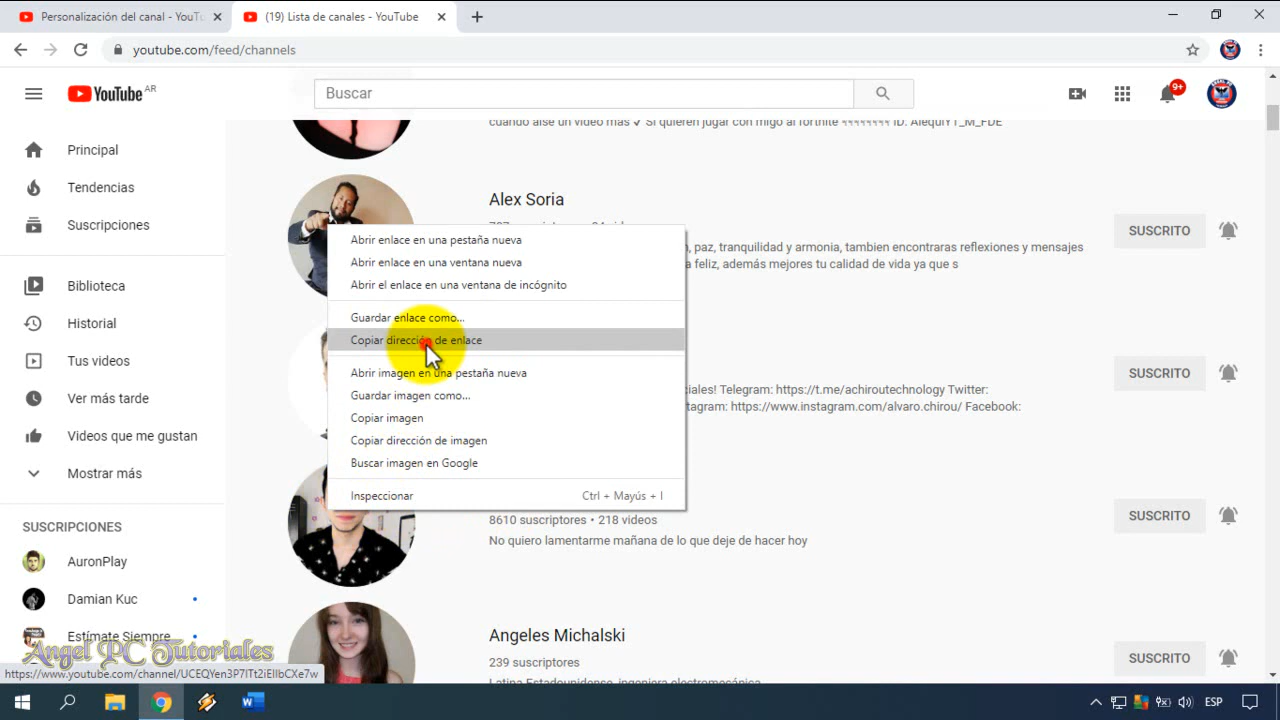 Personalización del canal - YouTu
(19) Lista de canales - YouTube
youtube.com/feed/channels
YouTube AR
Buscar
9+
Principal
Tendencias
Suscripciones
Biblioteca
Historial
Tus videos
Ver más tarde
Videos que me gustan
Mostrar más
SUSCRIPCIONES
AuronPlay
Damian Kuc
Estímate Siempre
Angel PC Tutoriales
https://www.youtube.com/channel/
cuando alse un video mas ✓ Si quieren jugar con migo al fortnite
Alex Soria
SUSCRITO
paz, tranquilidad y armonia, tambien encontraras reflexiones y mensajes
feliz, además mejores tu calidad de vida ya que s
Abrir enlace en una pestaña nueva
Abrir enlace en una ventana nueva
Abrir el enlace en una ventana de incógnito
Guardar enlace como...
Copiar dirección de enlace
Abrir imagen en una pestaña nueva
Guardar imagen como...
Copiar imagen
Copiar dirección de imagen
Buscar imagen en Google
Inspeccionar Ctrl + Mayús + I
SUSCRITO
ciales! Telegram: https://t.me/achiroutechnology Twitter:
tagram: https://www.instagram.com/alvaro.chirou/ Facebook:
8610 suscriptores • 218 videos
No quiero lamentarme mañana de lo que deje de hacer hoy
SUSCRITO
Angeles Michalski
239 suscriptores
Latina Estadounidense, ingeniera electromecánica
SUSCRITO
ESP